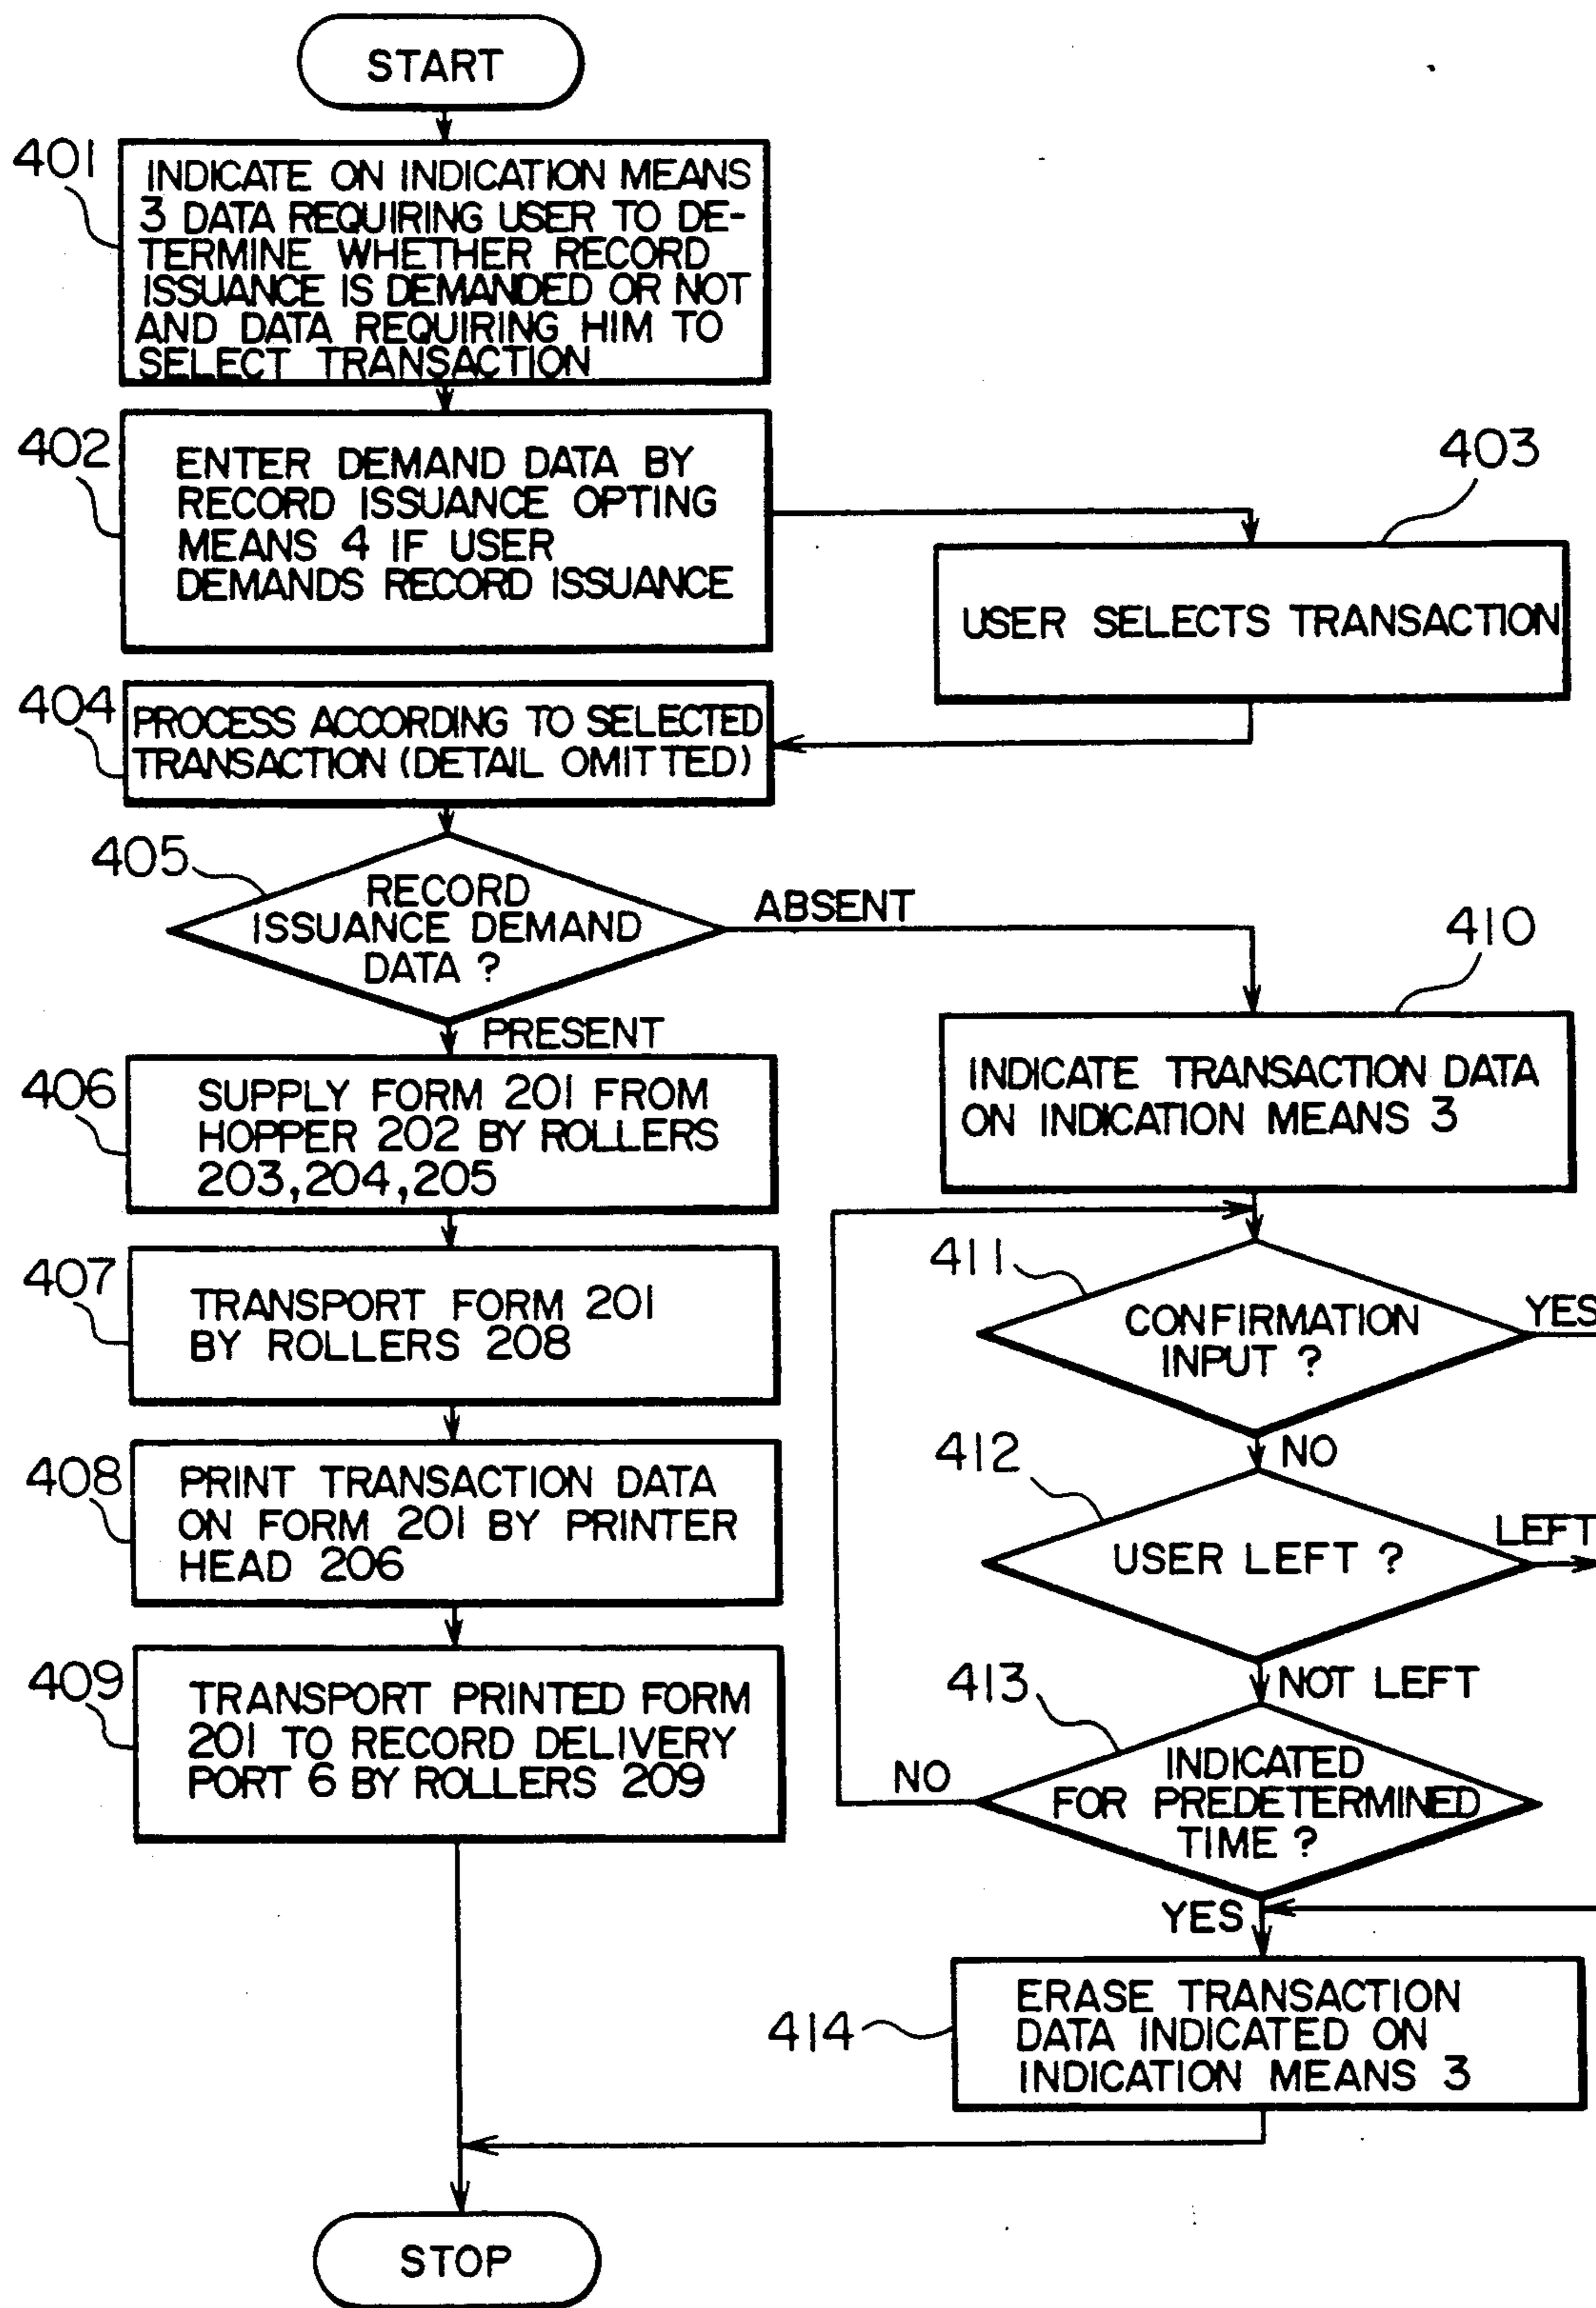 START
401
INDICATE ON INDICATION MEANS
3 DATA REQUIRING USER TO DE-
TERMINE WHETHER RECORD
ISSUANCE IS DEMANDED OR NOT
AND DATA REQUIRING HIM TO
SELECT TRANSACTION
402
ENTER DEMAND DATA BY
RECORD ISSUANCE OPTING
MEANS 4 IF USER
DEMANDS RECORD ISSUANCE
403
USER SELECTS TRANSACTION
404
PROCESS ACCORDING TO SELECTED
TRANSACTION (DETAIL OMITTED)
405
RECORD
ISSUANCE DEMAND
DATA ?
ABSENT
PRESENT
406
SUPPLY FORM 201 FROM
HOPPER 202 BY ROLLERS
203,204,205
407
TRANSPORT FORM 201
BY ROLLERS 208
408
PRINT TRANSACTION DATA
ON FORM 201 BY PRINTER
HEAD 206
409
TRANSPORT PRINTED FORM
201 TO RECORD DELIVERY
PORT 6 BY ROLLERS 209
410
INDICATE TRANSACTION DATA
ON INDICATION MEANS 3
411
CONFIRMATION
INPUT ?
YES
NO
412
USER LEFT ?
LEFT
NOT LEFT
413
INDICATED
FOR PREDETERMINED
TIME ?
NO
YES
414
ERASE TRANSACTION
DATA INDICATED ON
INDICATION MEANS 3
STOP